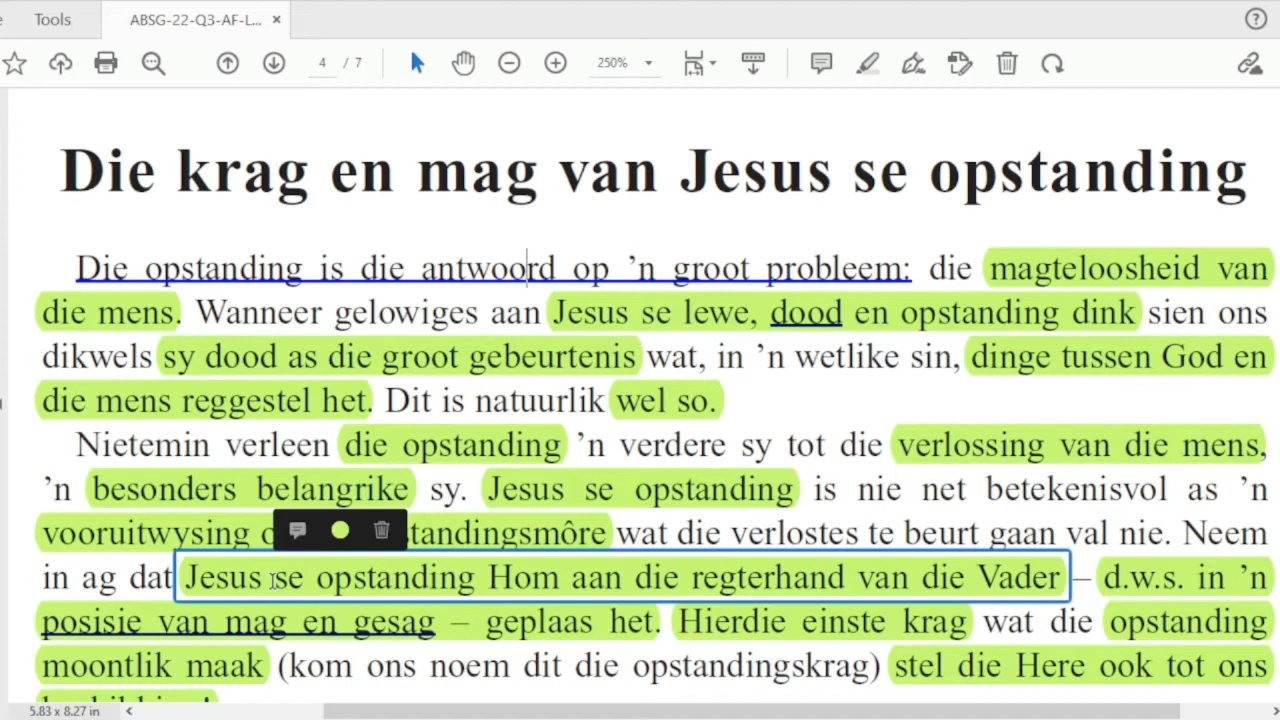 Tools
ABSG-22-Q3-AF-L... ×
4 / 7
250%
Die krag en mag van Jesus se opstanding
Die opstanding is die antwoord op ’n groot probleem: die magteloosheid van
die mens. Wanneer gelowiges aan Jesus se lewe, dood en opstanding dink sien ons
dikwels sy dood as die groot gebeurtenis wat, in ’n wetlike sin, dinge tussen God en
die mens reggestel het. Dit is natuurlik wel so.
Nietemin verleen die opstanding ’n verdere sy tot die verlossing van die mens,
’n besonders belangrike sy. Jesus se opstanding is nie net betekenisvol as ’n
vooruitwysing standingsmôre wat die verlostes te beurt gaan val nie. Neem
in ag dat Jesus se opstanding Hom aan die regterhand van die Vader – d.w.s. in ’n
posisie van mag en gesag – geplaas het. Hierdie einste krag wat die opstanding
moontlik maak (kom ons noem dit die opstandingskrag) stel die Here ook tot ons
5.83 x 8.27 in